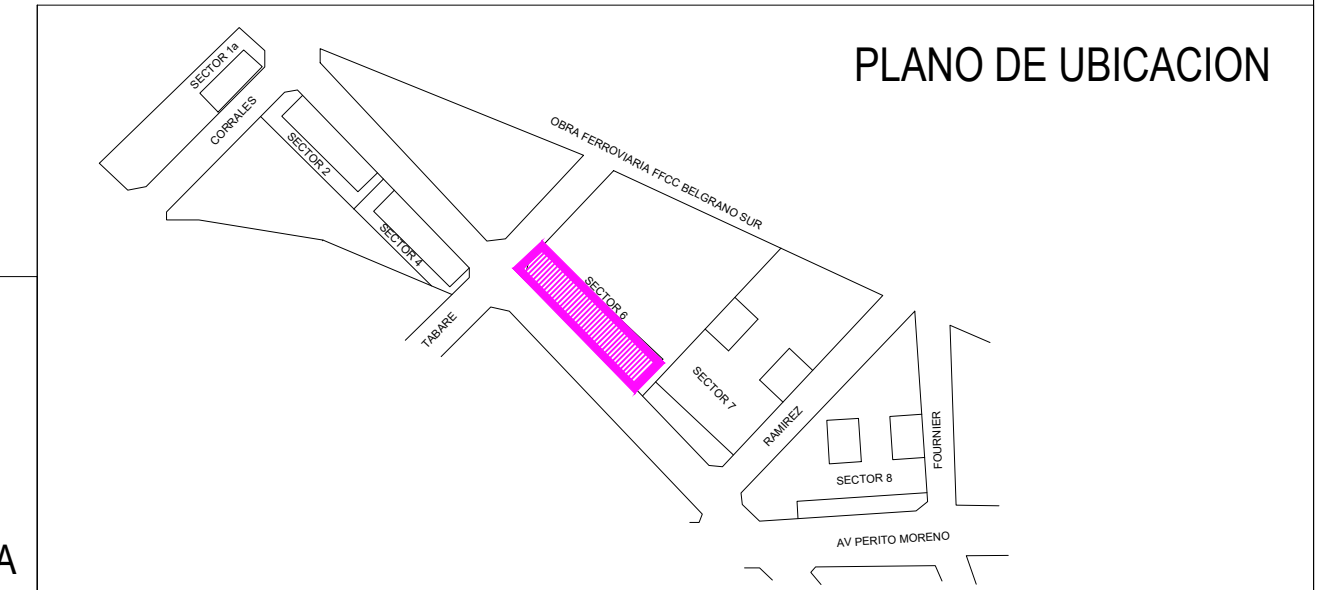 PLANO DE UBICACION
SECTOR 1a
CORRALES
SECTOR 2
OBRA FERROVIARIA FFCC BELGRANO SUR
SECTOR 4
SECTOR 6
TABARE
SECTOR 7
RAMIREZ
FOURNIER
SECTOR 8
AV PERITO MORENO
A